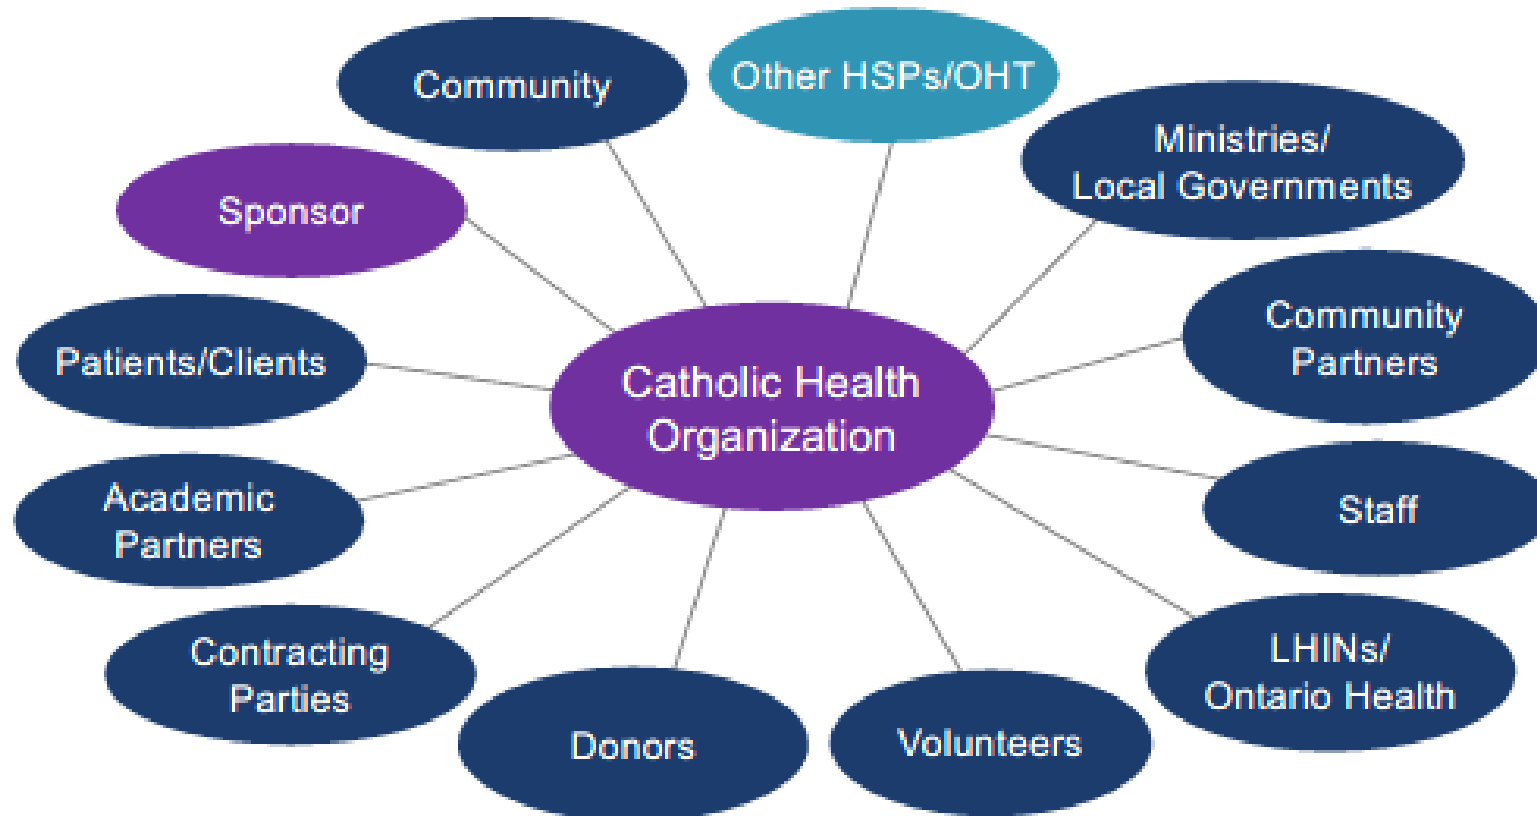 Community
Other HSPs/OHT
Ministries/
Local Governments
Sponsor
Community
Partners
Patients/Clients
Catholic Health
Organization
Academic
Partners
Staff
Contracting
Parties
LHINs/
Ontario Health
Donors
Volunteers